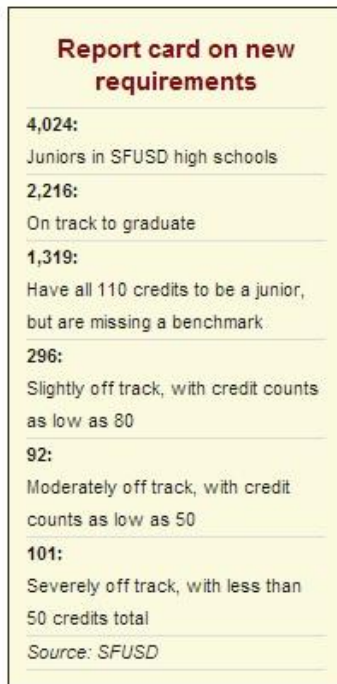 Report card on new
requirements
4,024:
Juniors in SFUSD high schools
2,216:
On track to graduate
1,319:
Have all 110 credits to be a junior,
but are missing a benchmark
296:
Slightly off track, with credit counts
as low as 80
92:
Moderately off track, with credit
counts as low as 50
101:
Severely off track, with less than
50 credits total
Source: SFUSD